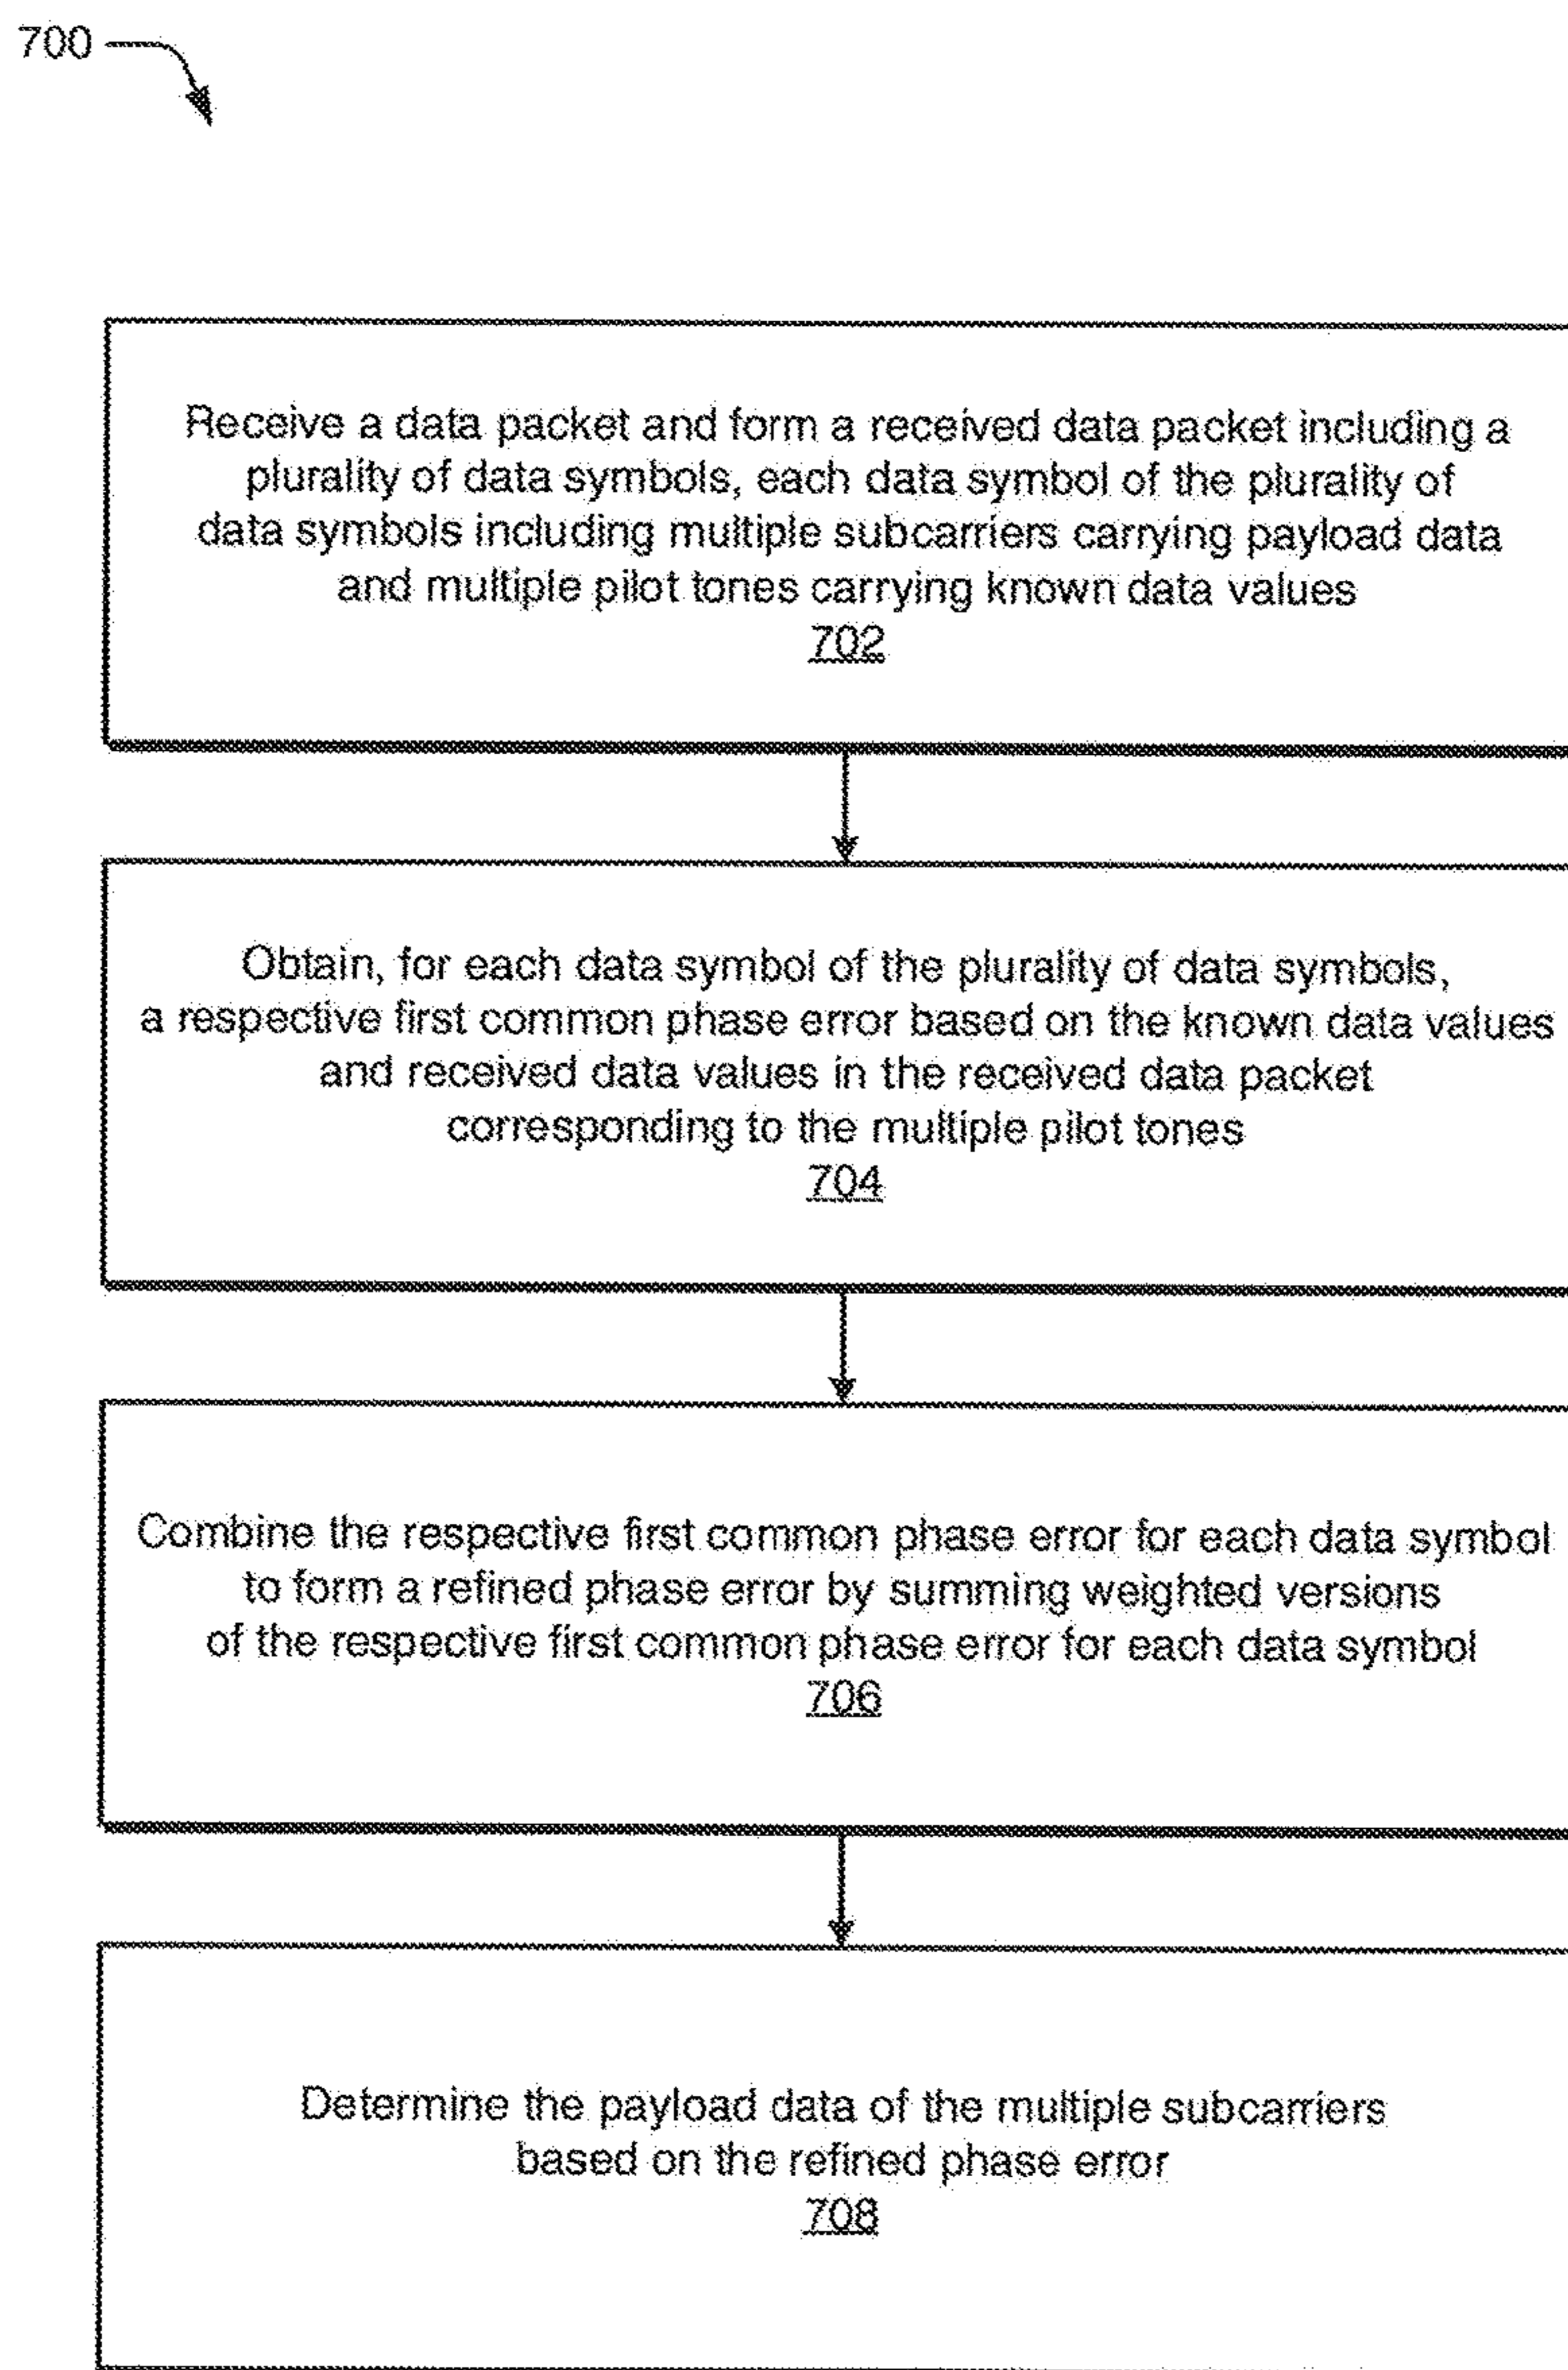 700
Receive a data packet and form a received data packet including a
plurality of data symbols, each data symbol of the plurality of
data symbols including multiple subcarriers carrying payload data
and multiple pilot tones carrying known data values
702
Obtain, for each data symbol of the plurality of data symbols,
a respective first common phase error based on the known data values
and received data values in the received data packet
corresponding to the multiple pilot tones
704
Combine the respective first common phase error for each data symbol
to form a refined phase error by summing weighted versions
of the respective first common phase error for each data symbol
706
Determine the payload data of the multiple subcarriers
based on the refined phase error
708